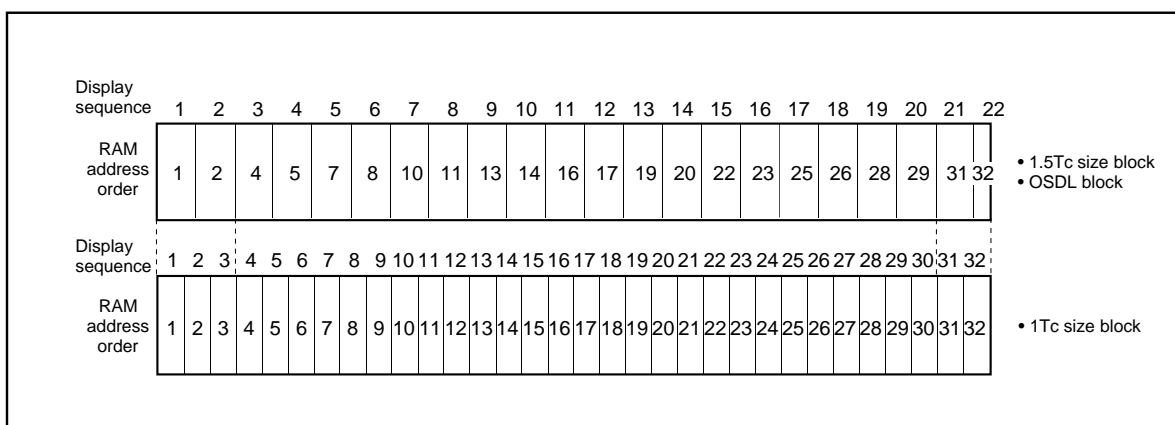 Display
sequence 1 2 3 4 5 6 7 8 9 10 11 12 13 14 15 16 17 18 19 20 21 22
RAM
address
order
1 2 4 5 7 8 10 11 13 14 16 17 19 20 22 23 25 26 28 29 31 32
• 1.5Tc size block
• OSDL block
Display
sequence 1 2 3 4 5 6 7 8 9 10 11 12 13 14 15 16 17 18 19 20 21 22 23 24 25 26 27 28 29 30 31 32
RAM
address
order
1 2 3 4 5 6 7 8 9 10 11 12 13 14 15 16 17 18 19 20 21 22 23 24 25 26 27 28 29 30 31 32
• 1Tc size block